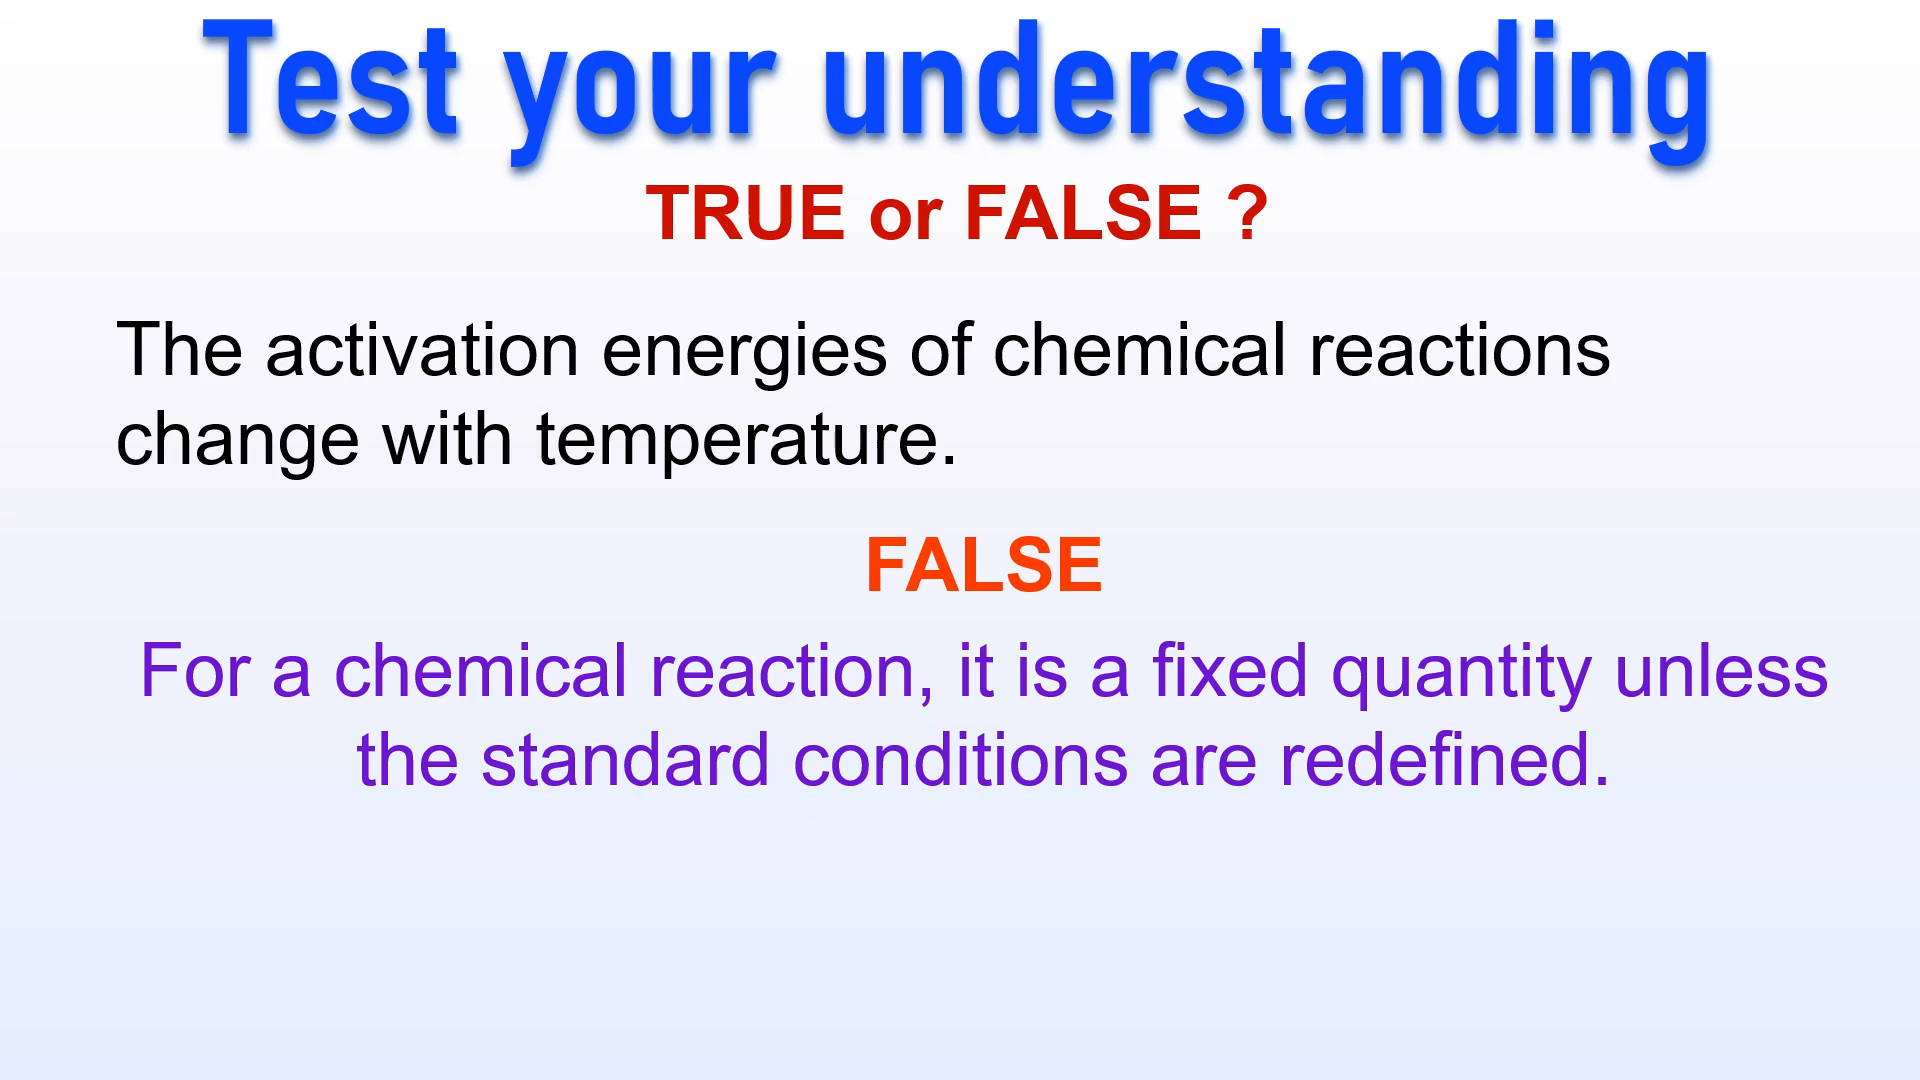 Test your understanding
TRUE or FALSE ?
The activation energies of chemical reactions
change with temperature.
FALSE
For a chemical reaction, it is a fixed quantity unless
the standard conditions are redefined.